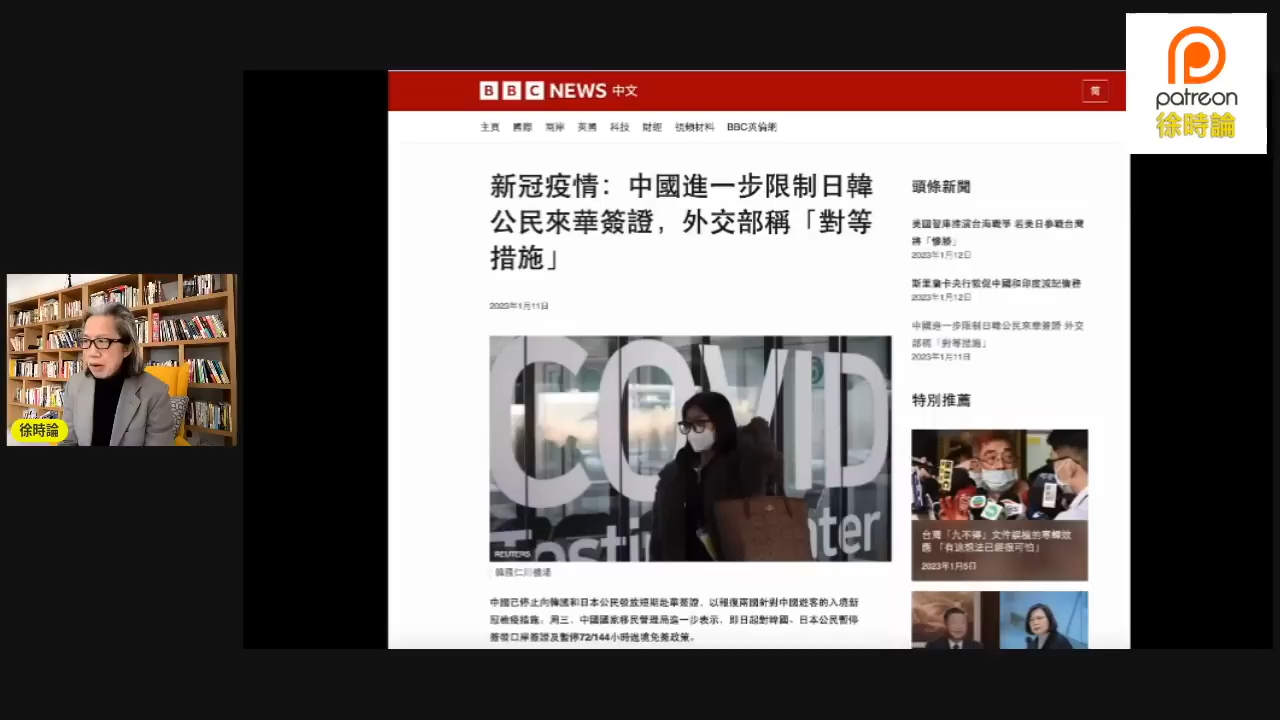 patreon
徐時論
BBC NEWS 中文
简
主頁 國際 兩岸 英國 科技 財經 視頻材料 BBC英倫網
新冠疫情：中國進一步限制日韓
公民來華簽證，外交部稱「對等
措施」
2023年1月11日
COVID
Testing
nter
REUTERS
韓國仁川機場
中國已停止向韓國和日本公民發放短期赴華簽證，以報復兩國針對中國遊客的入境新
冠檢疫措施。周三，中國國家移民管理局進一步表示，即日起對韓國、日本公民暫停
簽發口岸簽證及暫停72/144小時過境免簽政策。
頭條新聞
美國智庫推演台海戰爭 若美日參戰台灣
將「慘勝」
2023年1月12日
斯里蘭卡央行敦促中國和印度減記債務
2023年1月12日
中國進一步限制日韓公民來華簽證 外交
部稱「對等措施」
2023年1月11日
特別推薦
台灣「九不得」文件
應 「有這想法已經很可怕」
2023年1月5日
徐時論